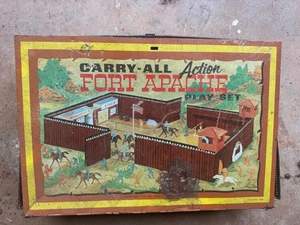 CARRY-ALL Action
FORT APACHE
PLAY SET